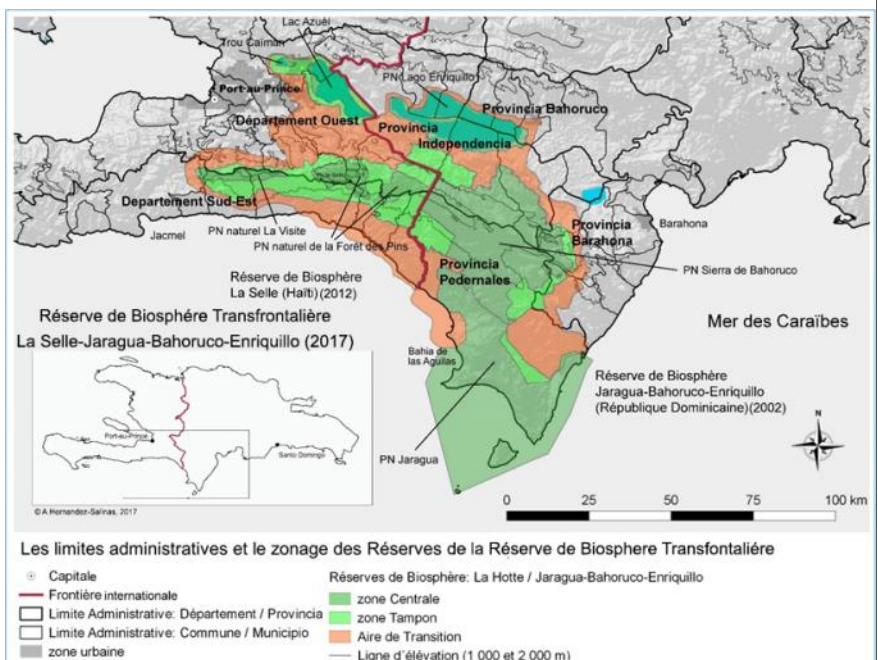 Lac Azuéi
Trou Caiman
PN Lago Enriquillo
Port-au-Prince
Provincia Bahoruco
Département Ouest
Provincia
Independencia
Departement Sud-Est
Jacmel
PN naturel La Visite
PN naturel de la Forêt des Pins
Provincia
Barahona
Barahona
PN Sierra de Bahoruco
Provincia
Pedernales
Réserve de Biosphère
La Selle (Haïti) (2012)
Réserve de Biosphére Transfrontalière
La Selle-Jaragua-Bahoruco-Enriquillo (2017)
Mer des Caraïbes
Bahia de
las Aguilas
Réserve de Biosphère
Jaragua-Bahoruco-Enriquillo
(République Dominicaine)(2002)
PN Jaragua
Port-au-Prince
Santo Domingo
N
0 25 50 75 100 km
© A Hernandez-Salinas, 2017
Les limites administratives et le zonage des Réserves de la Réserve de Biosphere Transfontaliére
Capitale
Frontière internationale
Limite Administrative: Département / Provincia
Limite Administrative: Commune / Municipio
zone urbaine
Réserves de Biosphère: La Hotte / Jaragua-Bahoruco-Enriquillo
zone Centrale
zone Tampon
Aire de Transition
Ligne d´élévation (1 000 et 2 000 m)